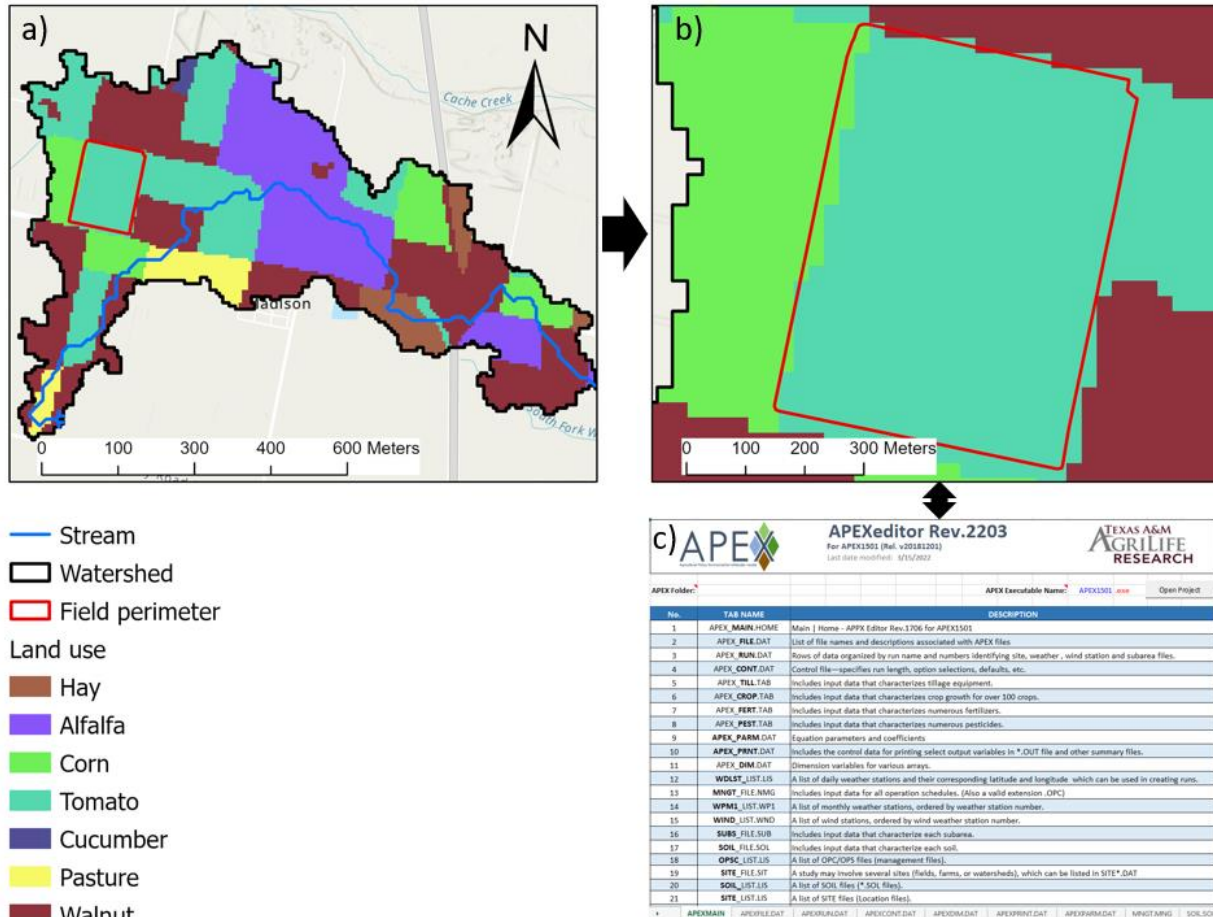 a)
N
Cache Creek
Madison
South Fork W
Road
0 100 300 400 600 Meters
b)
0 100 200 300 Meters
Stream
Watershed
Field perimeter
Land use
Hay
Alfalfa
Corn
Tomato
Cucumber
Pasture
Walnut
c)
APEX
APEXeditor Rev.2203
For APEX1501 (Rel. v20181201)
Last date modified: 3/15/2022
TEXAS A&M
AGRILIFE
RESEARCH
APEX Folder:
APEX Executable Name: APEX1501 .exe Open Project
No. TAB NAME DESCRIPTION
1 APEX_MAIN.HOME Main | Home - APPX Editor Rev.1706 for APEX1501
2 APEX_FILE.DAT List of file names and descriptions associated with APEX files
3 APEX_RUN.DAT Rows of data organized by run name and numbers identifying site, weather , wind station and subarea files.
4 APEX_CONT.DAT Control file—specifies run length, option selections, defaults, etc.
5 APEX_TILL.TAB Includes input data that characterizes tillage equipment.
6 APEX_CROP.TAB Includes input data that characterizes crop growth for over 100 crops.
7 APEX_FERT.TAB Includes input data that characterizes numerous fertilizers.
8 APEX_PEST.TAB Includes input data that characterizes numerous pesticides.
9 APEX_PARM.DAT Equation parameters and coefficients
10 APEX_PRNT.DAT Includes the control data for printing select output variables in *.OUT file and other summary files.
11 APEX_DIM.DAT Dimension variables for various arrays.
12 WDLST_LIST.LIS A list of daily weather stations and their corresponding latitude and longitude which can be used in creating runs.
13 MNGT_FILE.NMG Includes input data for all operation schedules. (Also a valid extension .OPC)
14 WPM1_LIST.WP1 A list of monthly weather stations, ordered by weather station number.
15 WIND_LIST.WND A list of wind stations, ordered by wind weather station number.
16 SUBS_FILE.SUB Includes input data that characterize each subarea.
17 SOIL_FILE.SOL Includes input data that characterize each soil.
18 OPSC_LIST.LIS A list of OPC/OPS files (management files).
19 SITE_FILE.SIT A study may involve several sites (fields, farms, or watersheds), which can be listed in SITE*.DAT
20 SOIL_LIST.LIS A list of SOIL files (*.SOL files).
21 SITE_LIST.LIS A list of SITE files (Location files).
APEXMAIN APEXFILE.DAT APEXRUN.DAT APEXCONT.DAT APEXDIM.DAT APEXPRINT.DAT APEXPARM.DAT MNGT.MNG SOIL.SO